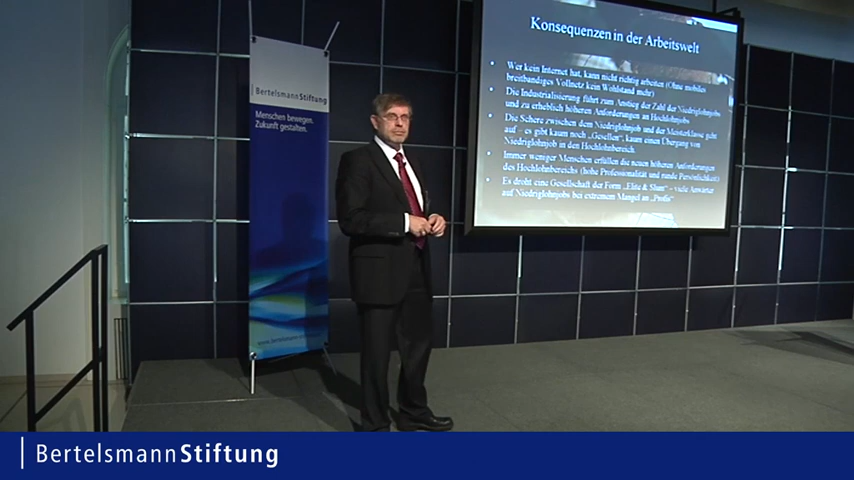 Konsequenzen in der Arbeitswelt
• Wer kein Internet hat, kann nicht richtig arbeiten (Ohne mobiles
breitbandiges Vollnetz kein Wohlstand mehr)
• Die Industrialisierung führt zum Anstieg der Zahl der Niedriglohnjobs
und zu erheblich höheren Anforderungen an Hochlohnjobs
• Die Schere zwischen dem Niedriglohnjob und der Meisterklasse geht
auf – es gibt kaum noch „Gesellen“, kaum einen Übergang von
Niedriglohnjob in den Hochlohnbereich.
• Immer weniger Menschen erfüllen die neuen höheren Anforderungen
des Hochlohnbereichs (hohe Professionalität und runde Persönlichkeit)
• Es droht eine Gesellschaft der Form „Elite & Slum“ – viele Anwärter
auf Niedriglohnjobs bei extremem Mangel an „Profis“
BertelsmannStiftung
Menschen bewegen.
Zukunft gestalten.
BertelsmannStiftung